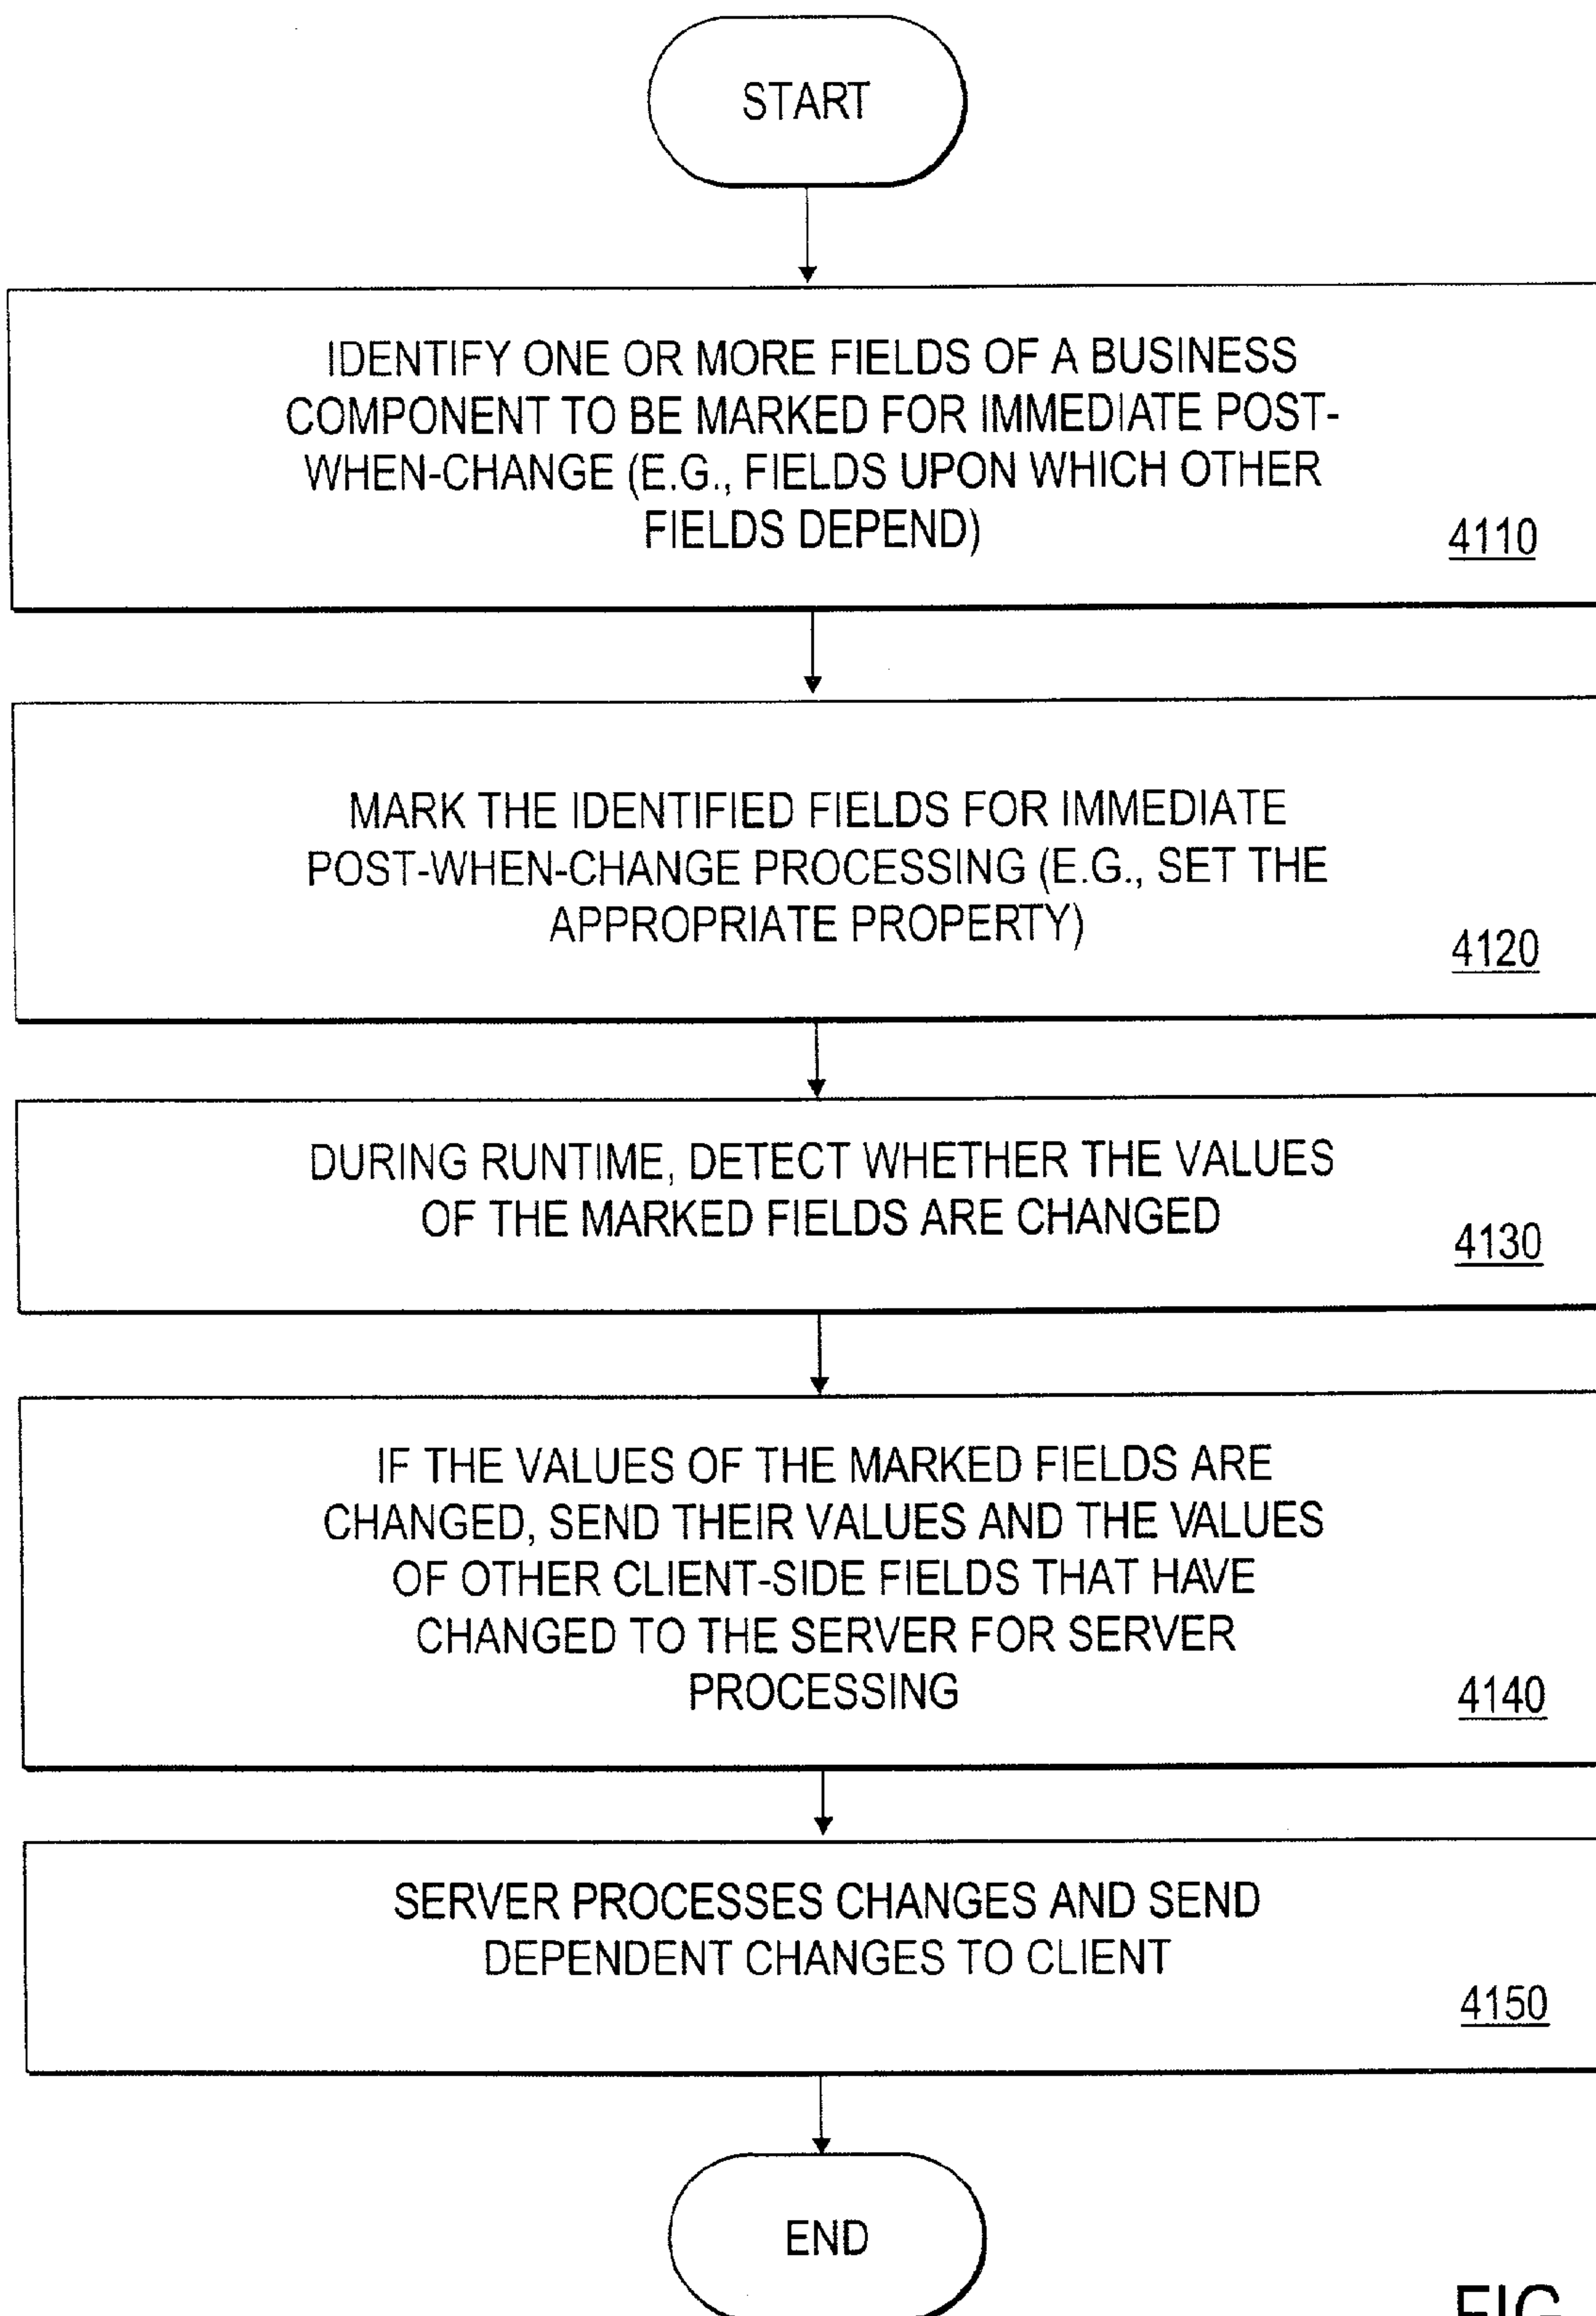 START
IDENTIFY ONE OR MORE FIELDS OF A BUSINESS
COMPONENT TO BE MARKED FOR IMMEDIATE POST-
WHEN-CHANGE (E.G., FIELDS UPON WHICH OTHER
FIELDS DEPEND)
4110
MARK THE IDENTIFIED FIELDS FOR IMMEDIATE
POST-WHEN-CHANGE PROCESSING (E.G., SET THE
APPROPRIATE PROPERTY)
4120
DURING RUNTIME, DETECT WHETHER THE VALUES
OF THE MARKED FIELDS ARE CHANGED
4130
IF THE VALUES OF THE MARKED FIELDS ARE
CHANGED, SEND THEIR VALUES AND THE VALUES
OF OTHER CLIENT-SIDE FIELDS THAT HAVE
CHANGED TO THE SERVER FOR SERVER
PROCESSING
4140
SERVER PROCESSES CHANGES AND SEND
DEPENDENT CHANGES TO CLIENT
4150
END
FIG